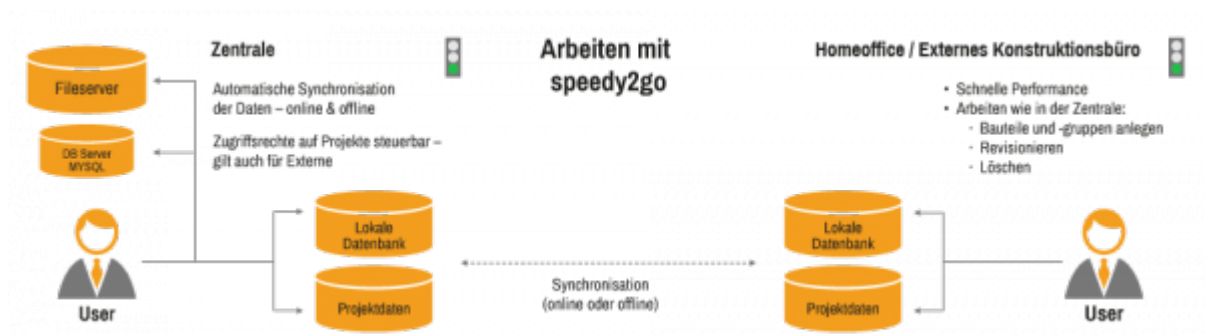 Arbeiten mit
speedy2go
Zentrale
Automatische Synchronisation
der Daten – online & offline
Zugriffsrechte auf Projekte steuerbar –
gilt auch für Externe
Fileserver
DB Server
MYSQL
User
Lokale
Datenbank
Projektdaten
Synchronisation
(online oder offline)
Homeoffice / Externes Konstruktionsbüro
• Schnelle Performance
• Arbeiten wie in der Zentrale:
- Bauteile und -gruppen anlegen
- Revisionieren
- Löschen
Lokale
Datenbank
Projektdaten
User